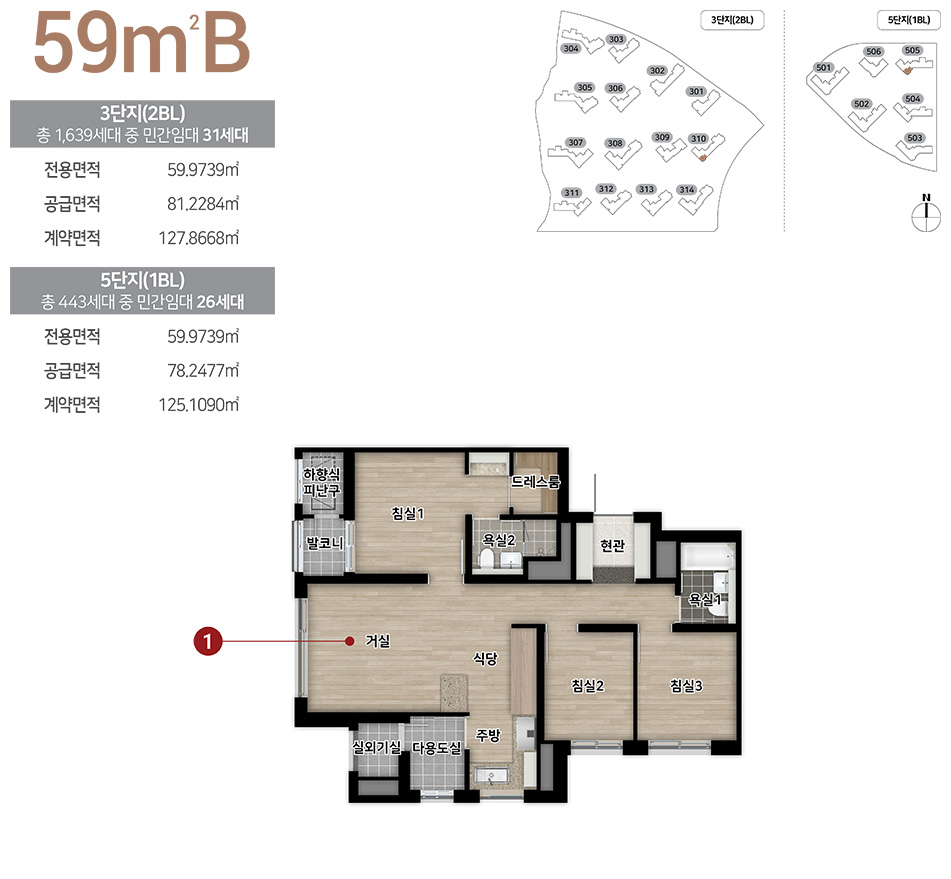 59㎡B
3단지(2BL)
총 1,639세대 중 민간임대 31세대
전용면적 59.9739㎡
공급면적 81.2284㎡
계약면적 127.8668㎡
5단지(1BL)
총 443세대 중 민간임대 26세대
전용면적 59.9739㎡
공급면적 78.2477㎡
계약면적 125.1090㎡
3단지(2BL)
303
304
302
305
306
301
307
308
309
310
311
312
313
314
5단지(1BL)
506
505
501
502
504
503
N
하향식
피난구
드레스룸
침실1
발코니
욕실2
현관
욕실1
1
거실
식당
침실2
침실3
주방
실외기실
다용도실